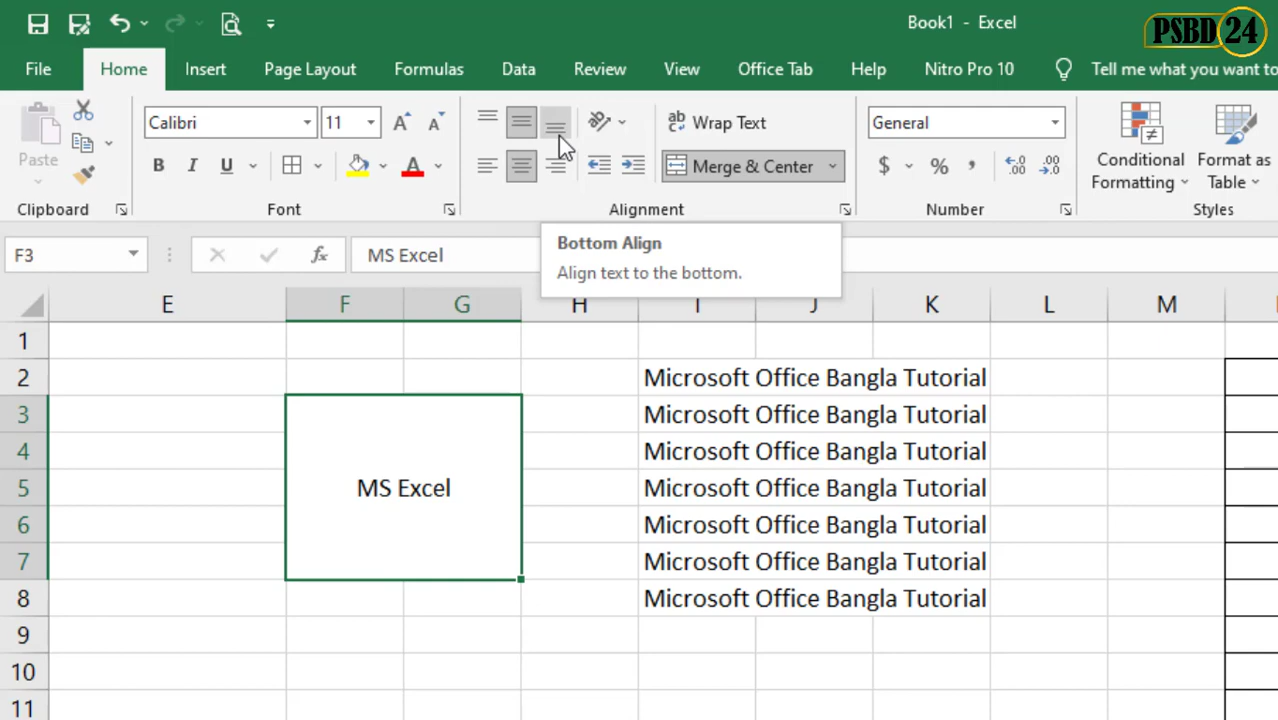 Book1 - Excel
PSBD 24
File Home Insert Page Layout Formulas Data Review View Office Tab Help Nitro Pro 10 Tell me what you want to
Paste
Calibri 11
B I U A
ab Wrap Text
Merge & Center
General
$ % ,
Conditional Formatting
Format as Table
Clipboard Font Alignment Number Styles
F3 fx MS Excel
Bottom Align
Align text to the bottom.
E F G H I J K L M
1
2 Microsoft Office Bangla Tutorial
3 Microsoft Office Bangla Tutorial
4 Microsoft Office Bangla Tutorial
5 MS Excel Microsoft Office Bangla Tutorial
6 Microsoft Office Bangla Tutorial
7 Microsoft Office Bangla Tutorial
8 Microsoft Office Bangla Tutorial
9
10
11